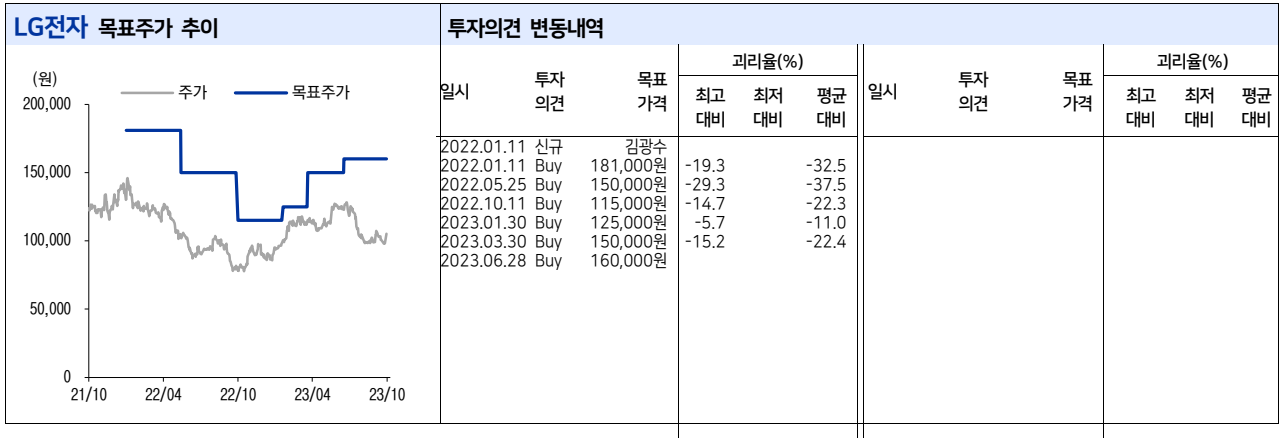 LG전자 목표주가 추이
투자의견 변동내역
(원)
주가
목표주가
200,000
150,000
100,000
50,000
0
21/10 22/04 22/10 23/04 23/10
괴리율(%)
일시 투자의견 목표가격 최고대비 최저대비 평균대비
2022.01.11 신규 김광수
2022.01.11 Buy 181,000원 -19.3 -32.5
2022.05.25 Buy 150,000원 -29.3 -37.5
2022.10.11 Buy 115,000원 -14.7 -22.3
2023.01.30 Buy 125,000원 -5.7 -11.0
2023.03.30 Buy 150,000원 -15.2 -22.4
2023.06.28 Buy 160,000원
괴리율(%)
일시 투자의견 목표가격 최고대비 최저대비 평균대비